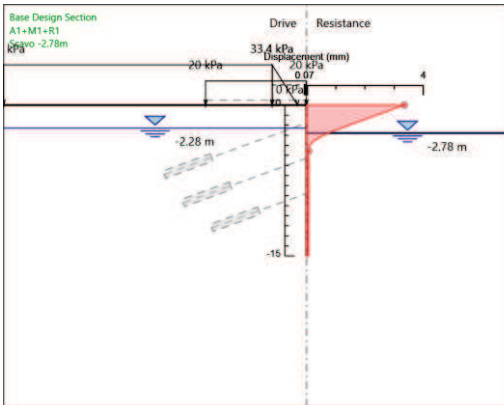 Base Design Section
A1+M1+R1
Scavo -2.78m
Drive
Resistance
kPa
33.4 kPa
Displacement (mm)
20 kPa
20 kPa
0.07
4
0 kPa
0
-2.28 m
-2.78 m
-15